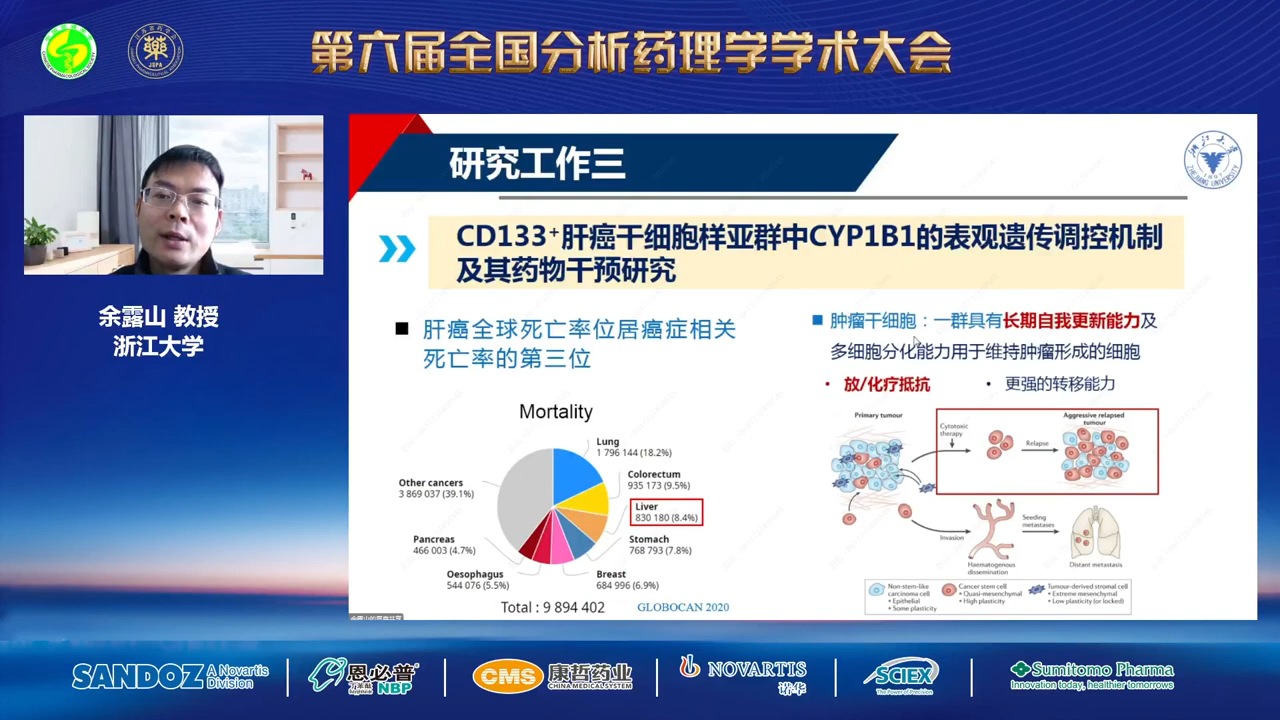 第六届全国分析药理学学术大会
JSPA
余露山 教授
浙江大学
研究工作三
ZHEJIANG UNIVERSITY
1897
CD133⁺肝癌干细胞样亚群中CYP1B1的表观遗传调控机制
及其药物干预研究
■ 肝癌全球死亡率位居癌症相关
死亡率的第三位
Mortality
Lung
1 796 144 (18.2%)
Colorectum
935 173 (9.5%)
Liver
830 180 (8.4%)
Stomach
768 793 (7.8%)
Breast
684 996 (6.9%)
Oesophagus
544 076 (5.5%)
Pancreas
466 003 (4.7%)
Other cancers
3 869 037 (39.1%)
Total : 9 894 402
GLOBOCAN 2020
■ 肿瘤干细胞：一群具有长期自我更新能力及
多细胞分化能力用于维持肿瘤形成的细胞
• 放/化疗抵抗
• 更强的转移能力
Primary tumour
Cytotoxic
therapy
Relapse
Aggressive relapsed
tumour
Invasion
Haematogenous
dissemination
Seeding
metastases
Distant metastasis
Non-stem-like
carcinoma cell
• Epithelial
• Some plasticity
Cancer stem cell
• Quasi-mesenchymal
• High plasticity
Tumour-derived stromal cell
• Extreme mesenchymal
• Low plasticity (or locked)
SANDOZ A Novartis
Division
恩必普
NBP
CMS 康哲药业
CHINA MEDICAL SYSTEM
NOVARTIS
诺华
SCIEX
The Power of Precision
Sumitomo Pharma
Innovation today, healthier tomorrows